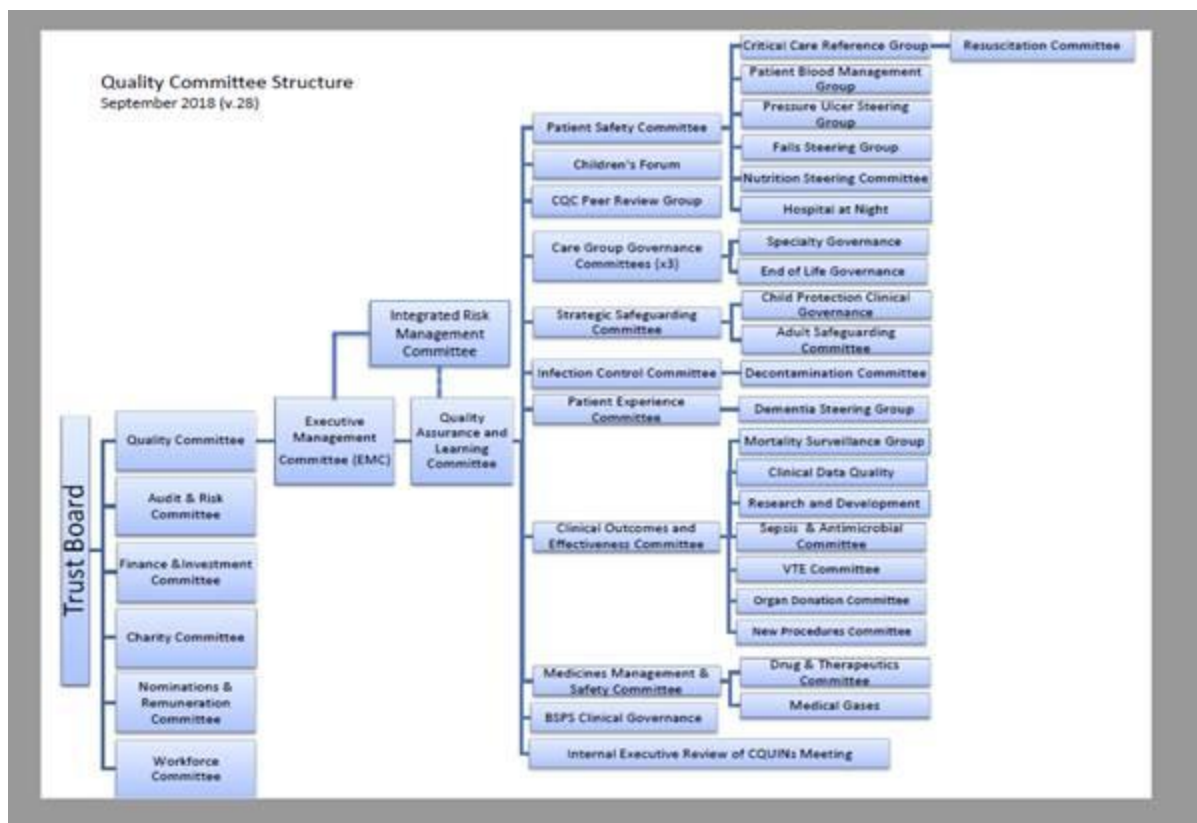 Quality Committee Structure
September 2018 (v.28)
Trust Board
Quality Committee
Audit & Risk
Committee
Finance &Investment
Committee
Charity Committee
Nominations &
Remuneration
Committee
Workforce
Committee
Executive
Management
Committee (EMC)
Integrated Risk
Management
Committee
Quality
Assurance and
Learning
Committee
Patient Safety Committee
Children's Forum
CQC Peer Review Group
Care Group Governance
Committees (x3)
Strategic Safeguarding
Committee
Infection Control Committee
Patient Experience
Committee
Clinical Outcomes and
Effectiveness Committee
Medicines Management &
Safety Committee
BSPS Clinical Governance
Internal Executive Review of CQUINs Meeting
Critical Care Reference Group
Resuscitation Committee
Patient Blood Management
Group
Pressure Ulcer Steering
Group
Falls Steering Group
Nutrition Steering Committee
Hospital at Night
Specialty Governance
End of Life Governance
Child Protection Clinical
Governance
Adult Safeguarding
Committee
Decontamination Committee
Dementia Steering Group
Mortality Surveillance Group
Clinical Data Quality
Research and Development
Sepsis & Antimicrobial
Committee
VTE Committee
Organ Donation Committee
New Procedures Committee
Drug & Therapeutics
Committee
Medical Gases